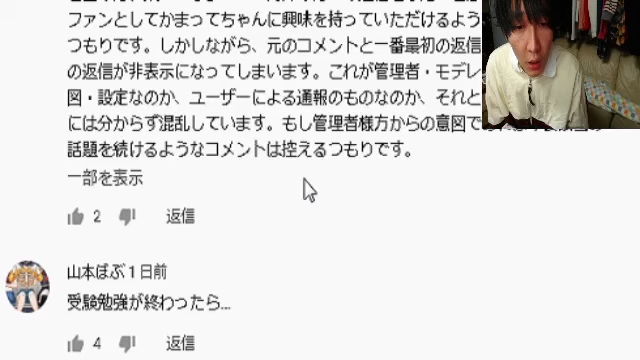 ファンとしてかまってちゃんに興味を持っていただけるよう
つもりです。しかしながら、元のコメントと一番最初の返信
の返信が非表示になってしまいます。これが管理者・モデレ
図・設定なのか、ユーザーによる通報のものなのか、それと
には分からず混乱しています。もし管理者様方からの意図で
話題を続けるようなコメントは控えるつもりです。
一部を表示
2 返信
山本ぽぷ 1 日前
受験勉強が終わったら...
4 返信